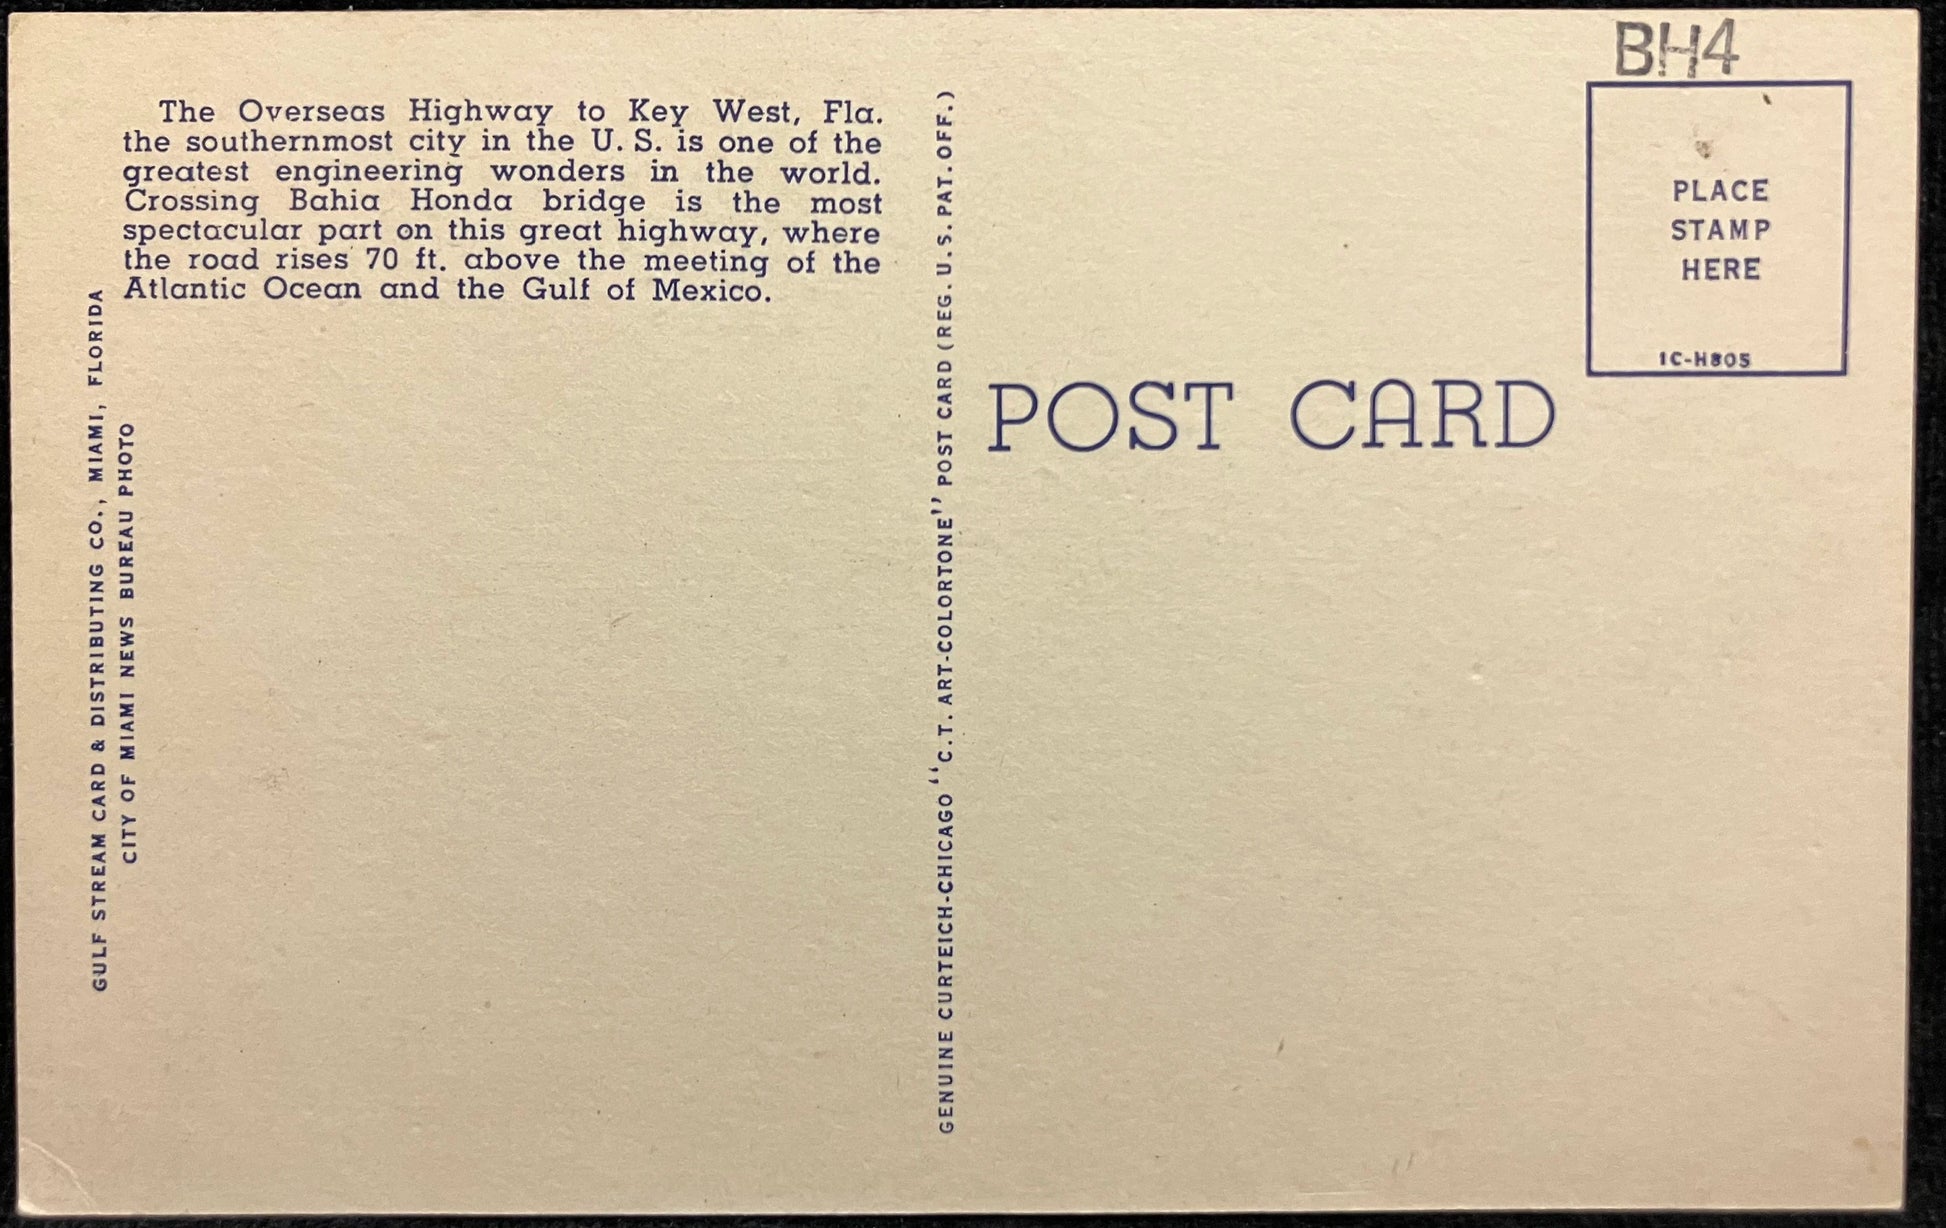 BH4
The Overseas Highway to Key West, Fla.
the southernmost city in the U. S. is one of the
greatest engineering wonders in the world.
Crossing Bahia Honda bridge is the most
spectacular part on this great highway, where
the road rises 70 ft. above the meeting of the
Atlantic Ocean and the Gulf of Mexico.
GULF STREAM CARD & DISTRIBUTING CO., MIAMI, FLORIDA
CITY OF MIAMI NEWS BUREAU PHOTO
GENUINE CURTEICH-CHICAGO "C.T. ART-COLORTONE" POST CARD (REG. U. S. PAT. OFF.)
POST CARD
PLACE
STAMP
HERE
1C-H805